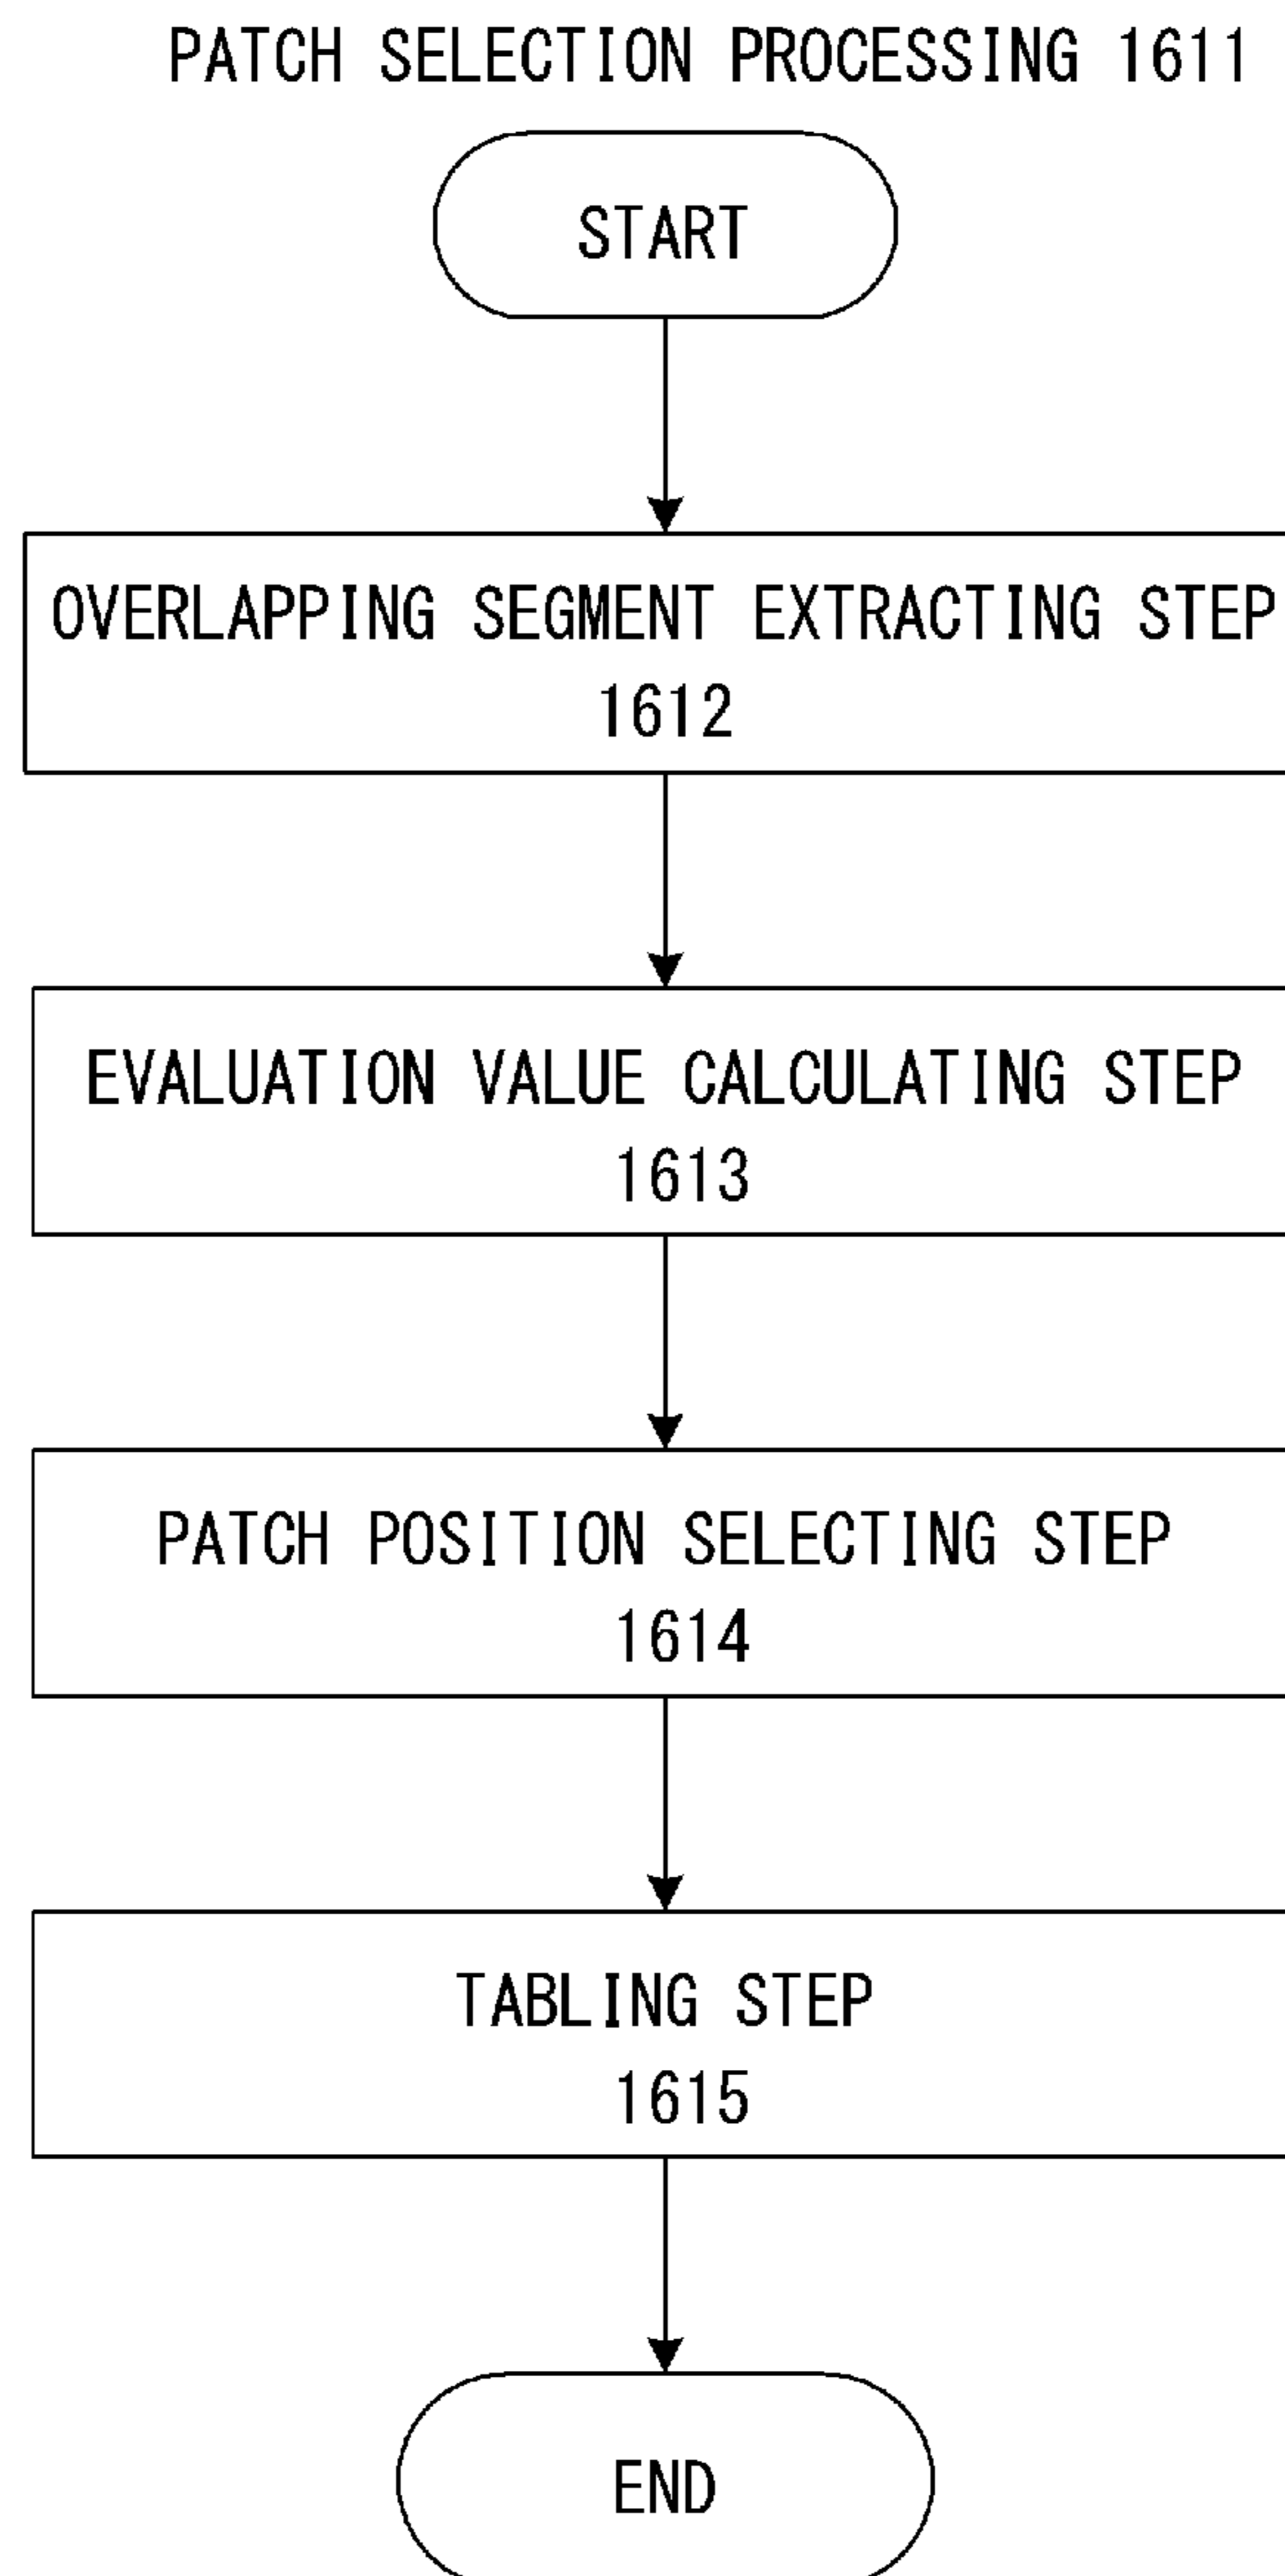 PATCH SELECTION PROCESSING 1611
START
OVERLAPPING SEGMENT EXTRACTING STEP
1612
EVALUATION VALUE CALCULATING STEP
1613
PATCH POSITION SELECTING STEP
1614
TABLING STEP
1615
END